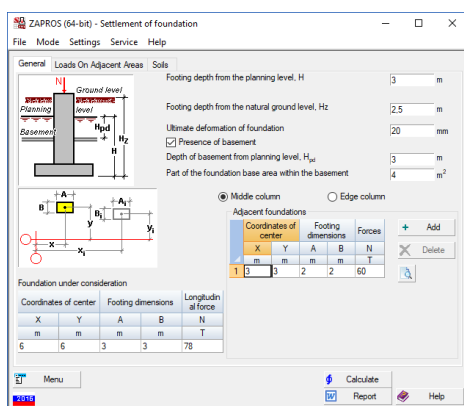 ZAPROS (64-bit) - Settlement of foundation
File Mode Settings Service Help
General Loads On Adjacent Areas Soils
N
Ground level
Planning level
Basement
Hpd
H
Hz
Footing depth from the planning level, H 3 m
Footing depth from the natural ground level, Hz 2,5 m
Ultimate deformation of foundation 20 mm
Presence of basement
Depth of basement from planning level, Hpd 3 m
Part of the foundation base area within the basement 4 m²
A
B
Ai
Bi
y
yi
x
xi
Middle column Edge column
Adjacent foundations
Coordinates of center Footing dimensions Forces
X Y A B N
m m m m T
1 3 3 2 2 60
Add
Delete
Foundation under consideration
Coordinates of center Footing dimensions Longitudinal force
X Y A B N
m m m m T
6 6 3 3 78
Menu
Calculate
Report
Help
2016